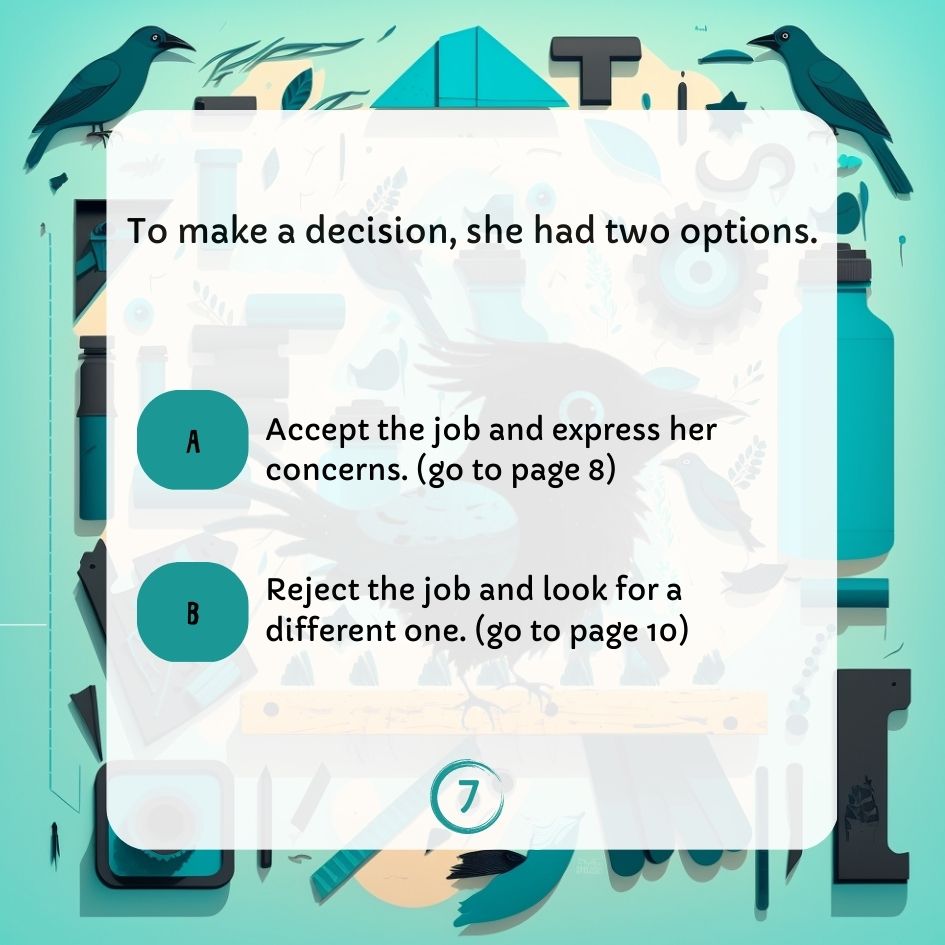 To make a decision, she had two options.
A
Accept the job and express her
concerns. (go to page 8)
B
Reject the job and look for a
different one. (go to page 10)
7